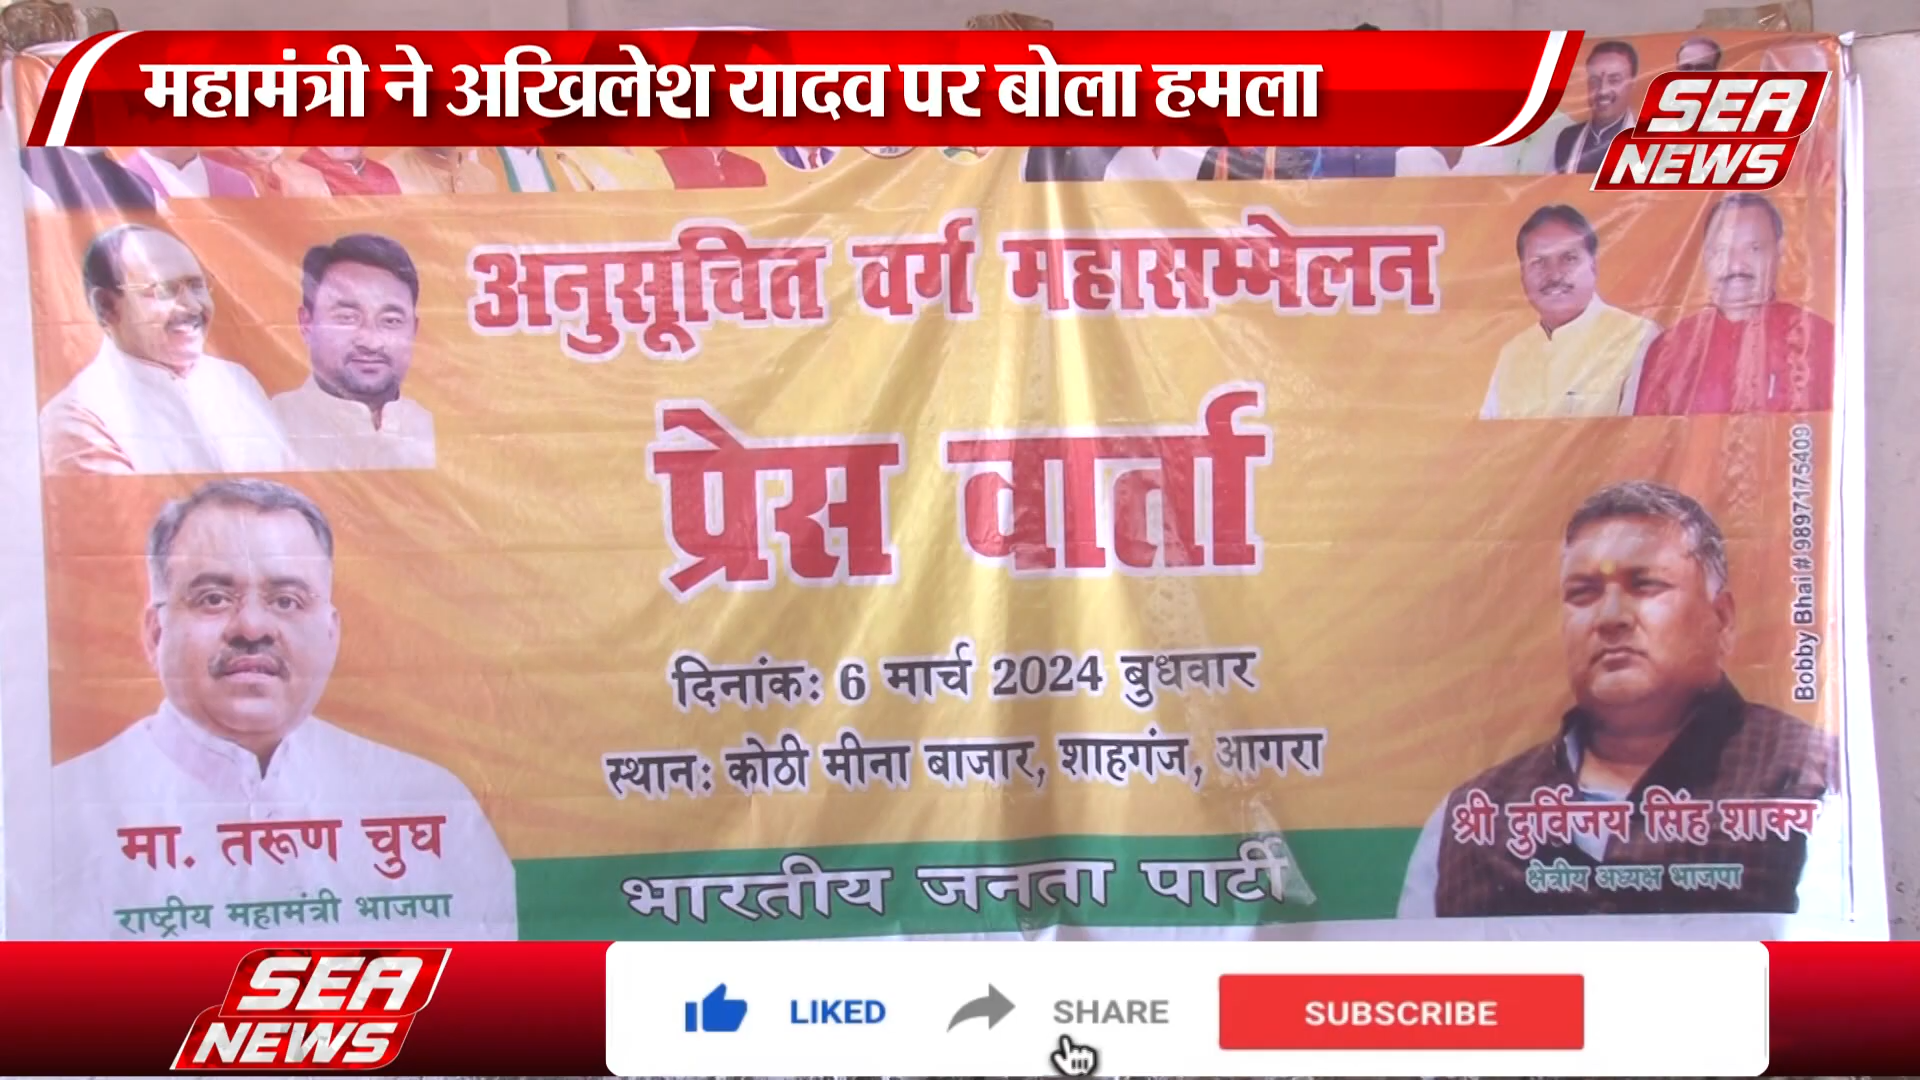 महामंत्री ने अखिलेश यादव पर बोला हमला
SEA
NEWS
अनुसूचित वर्ग महासम्मेलन
प्रेस वार्ता
दिनांक: 6 मार्च 2024 बुधवार
स्थान: कोठी मीना बाजार, शाहगंज, आगरा
Bobby Bhai # 9897175409
मा. तरूण चुघ
राष्ट्रीय महामंत्री भाजपा
श्री दुर्विजय सिंह शाक्य
क्षेत्रीय अध्यक्ष भाजपा
भारतीय जनता पार्टी
SEA
NEWS
LIKED
SHARE
SUBSCRIBE